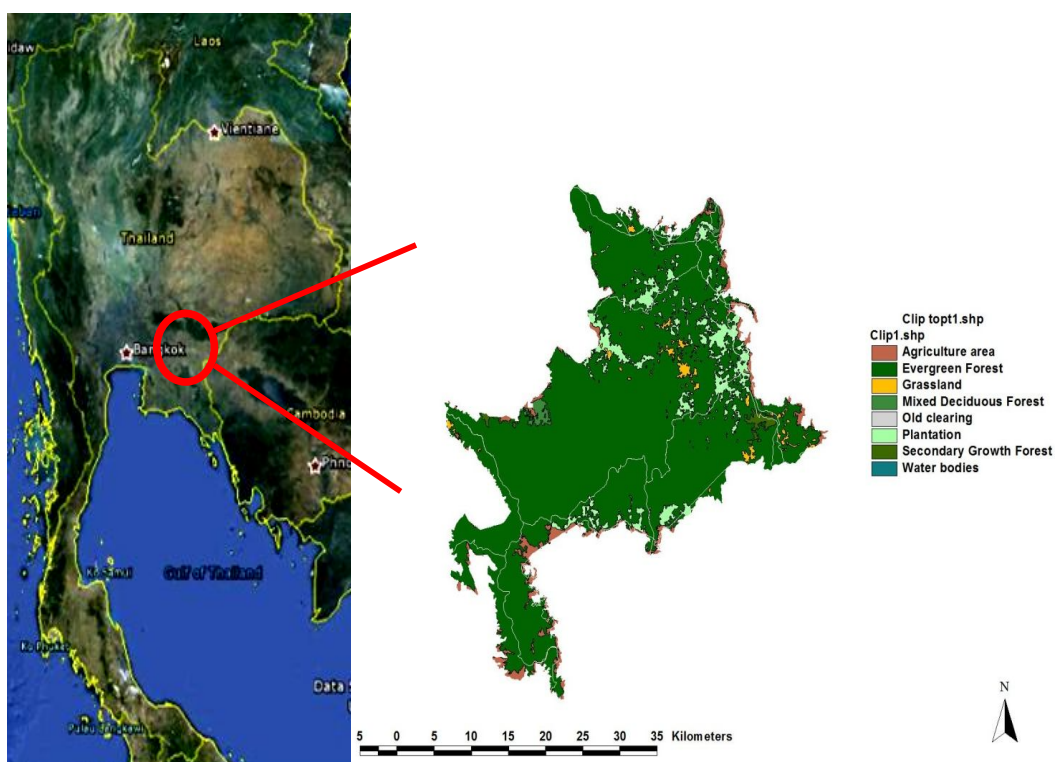 Laos
Vientiane
Thailand
Bangkok
Cambodia
Gulf of Thailand
Data
Clip topt1.shp
Clip1.shp
Agriculture area
Evergreen Forest
Grassland
Mixed Deciduous Forest
Old clearing
Plantation
Secondary Growth Forest
Water bodies
N
5 0 5 10 15 20 25 30 35 Kilometers